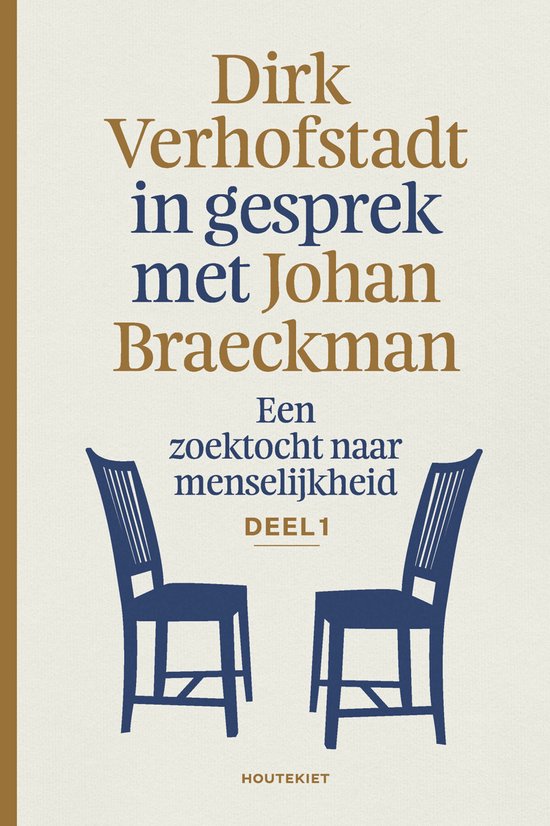 Dirk
Verhofstadt
in gesprek
met Johan
Braeckman
Een
zoektocht naar
menselijkheid
DEEL 1
HOUTEKIET